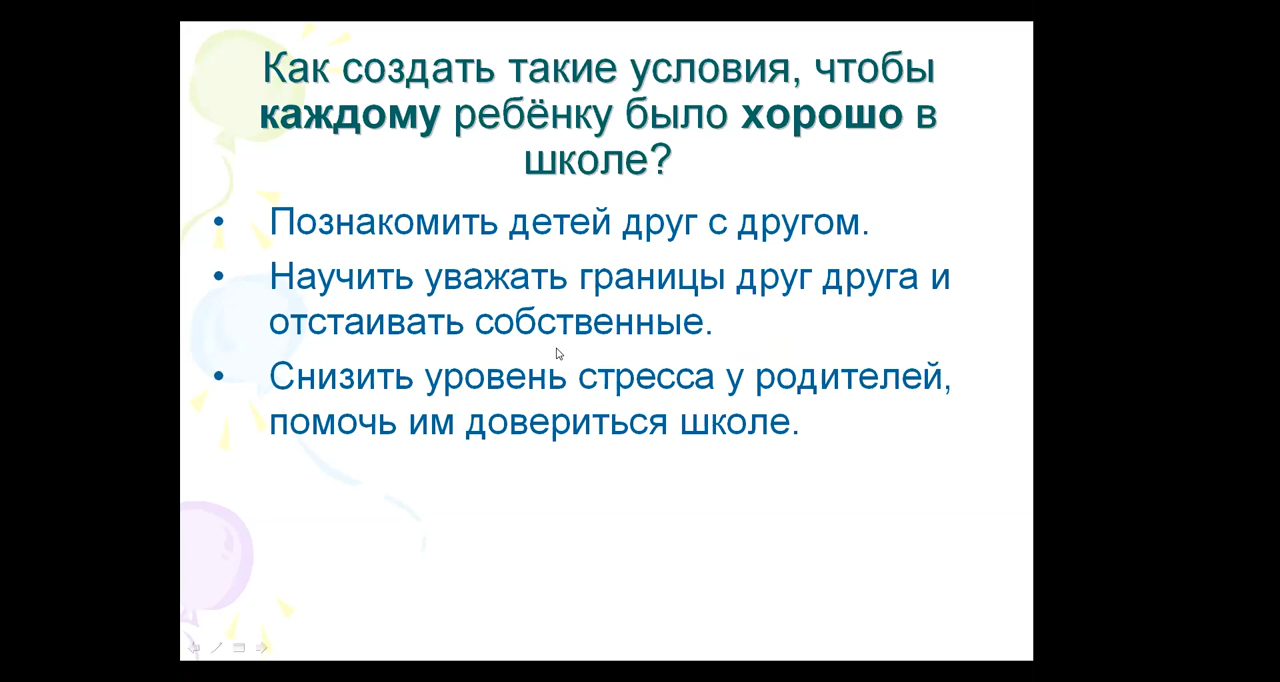 Как создать такие условия, чтобы
каждому ребёнку было хорошо в
школе?
• Познакомить детей друг с другом.
• Научить уважать границы друг друга и
отстаивать собственные.
• Снизить уровень стресса у родителей,
помочь им довериться школе.